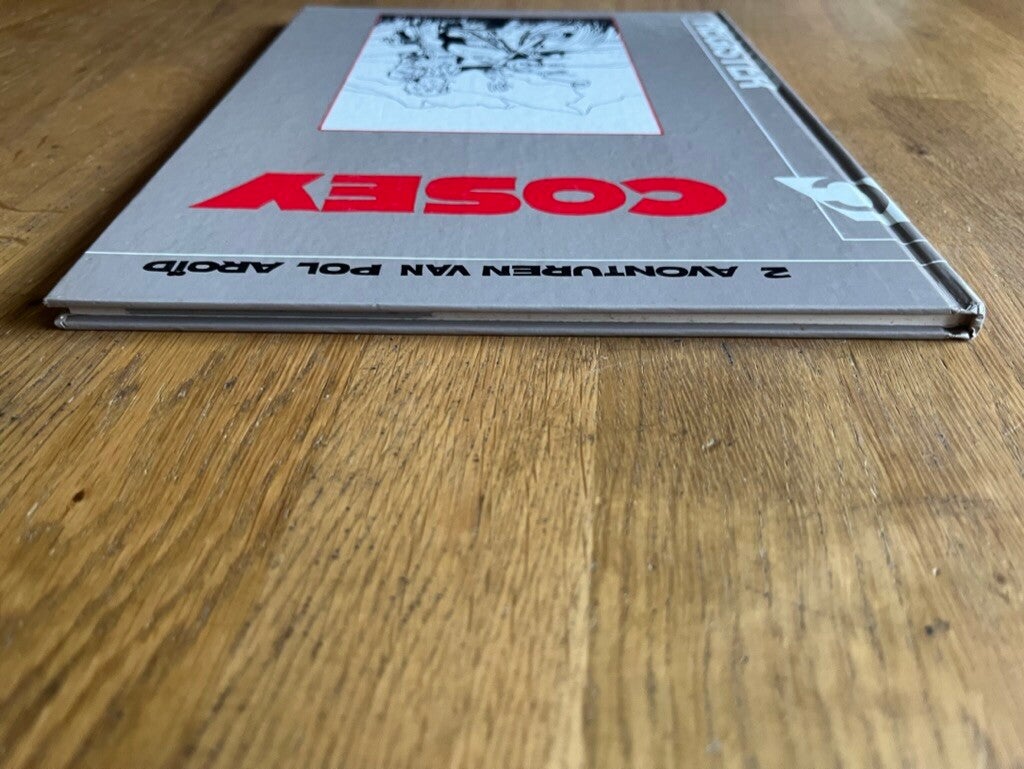 2 AVONTUREN VAN POL AROÏD
COSEY